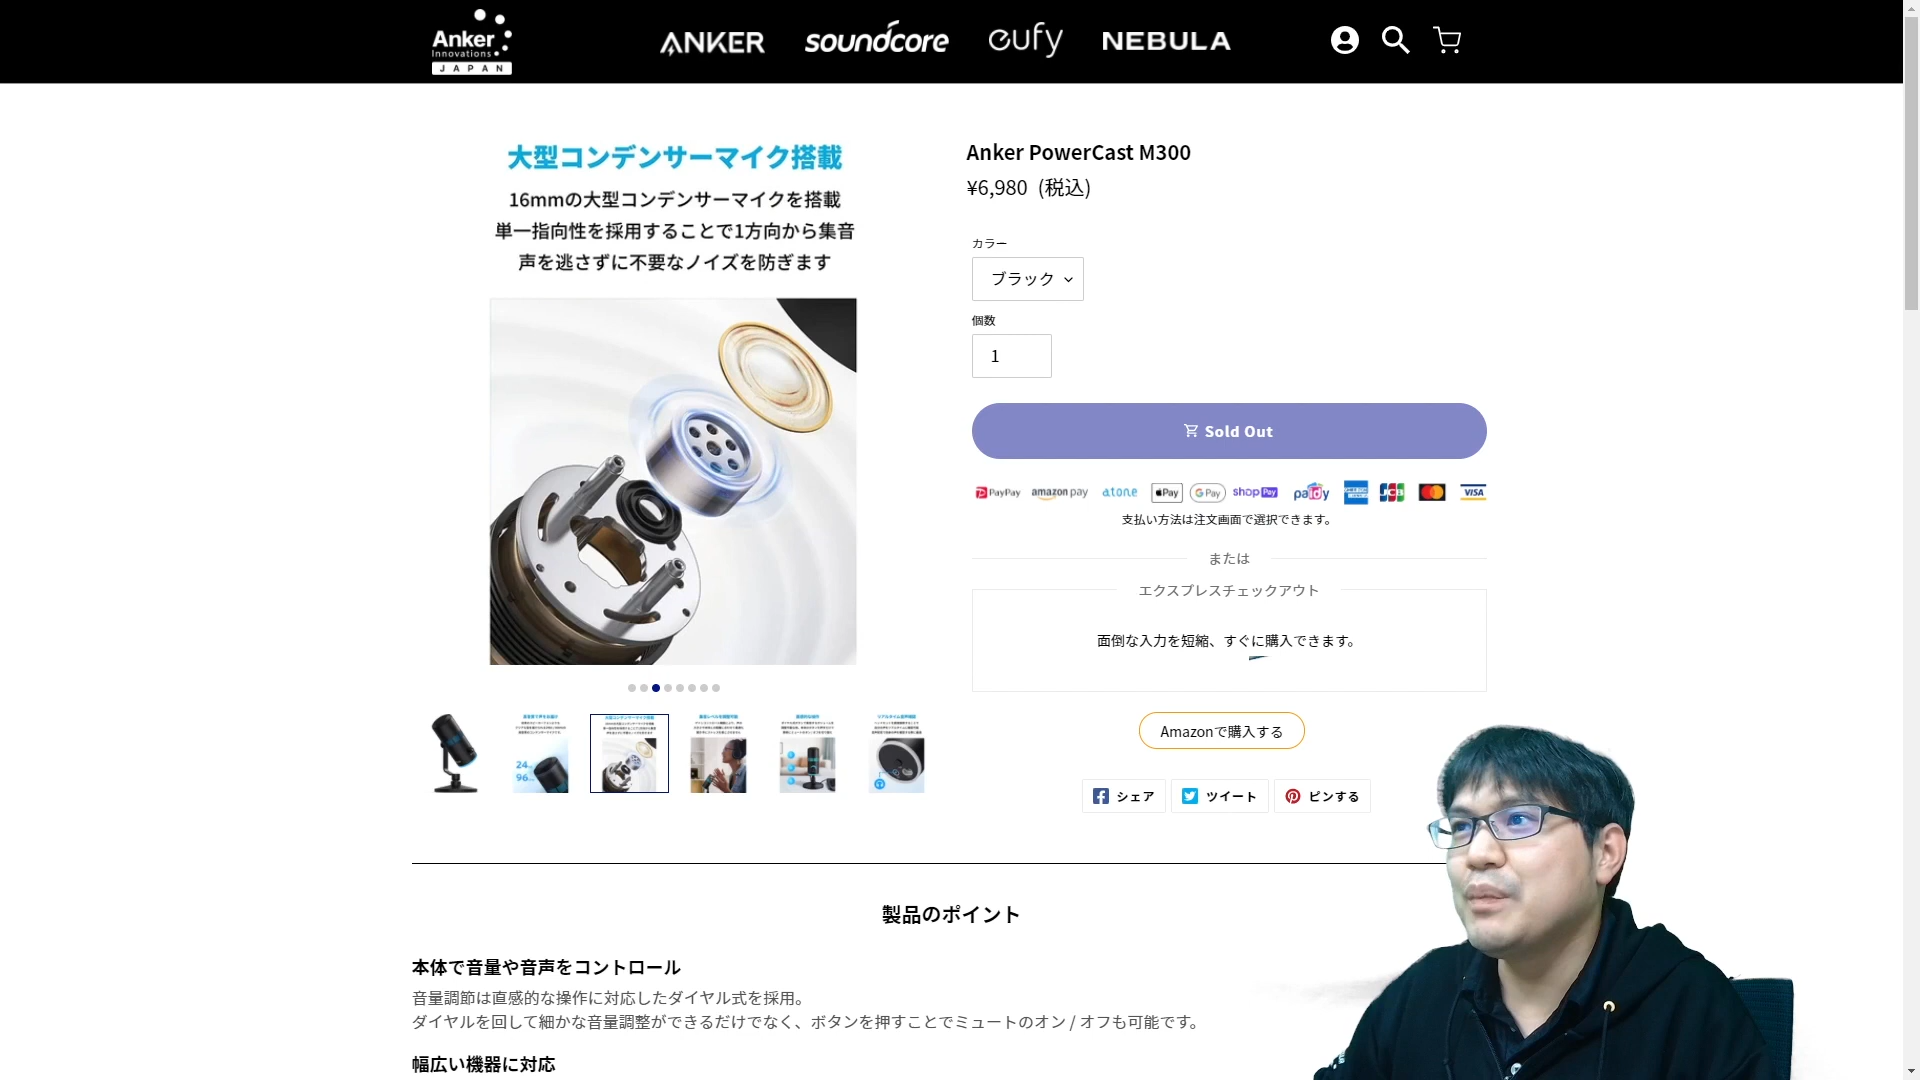 Anker
Innovations
JAPAN
ANKER
soundcore
eufy
NEBULA
大型コンデンサーマイク搭載
16mmの大型コンデンサーマイクを搭載
単一指向性を採用することで1方向から集音
声を逃さずに不要なノイズを防ぎます
Anker PowerCast M300
¥6,980 (税込)
カラー
ブラック
個数
1
Sold Out
PayPay amazon pay atone Pay G Pay shop Pay paidy JCB VISA
支払い方法は注文画面で選択できます。
または
エクスプレスチェックアウト
面倒な入力を短縮、すぐに購入できます。
Amazonで購入する
シェア
ツイート
ピンする
製品のポイント
本体で音量や音声をコントロール
音量調節は直感的な操作に対応したダイヤル式を採用。
ダイヤルを回して細かな音量調整ができるだけでなく、ボタンを押すことでミュートのオン / オフも可能です。
幅広い機器に対応